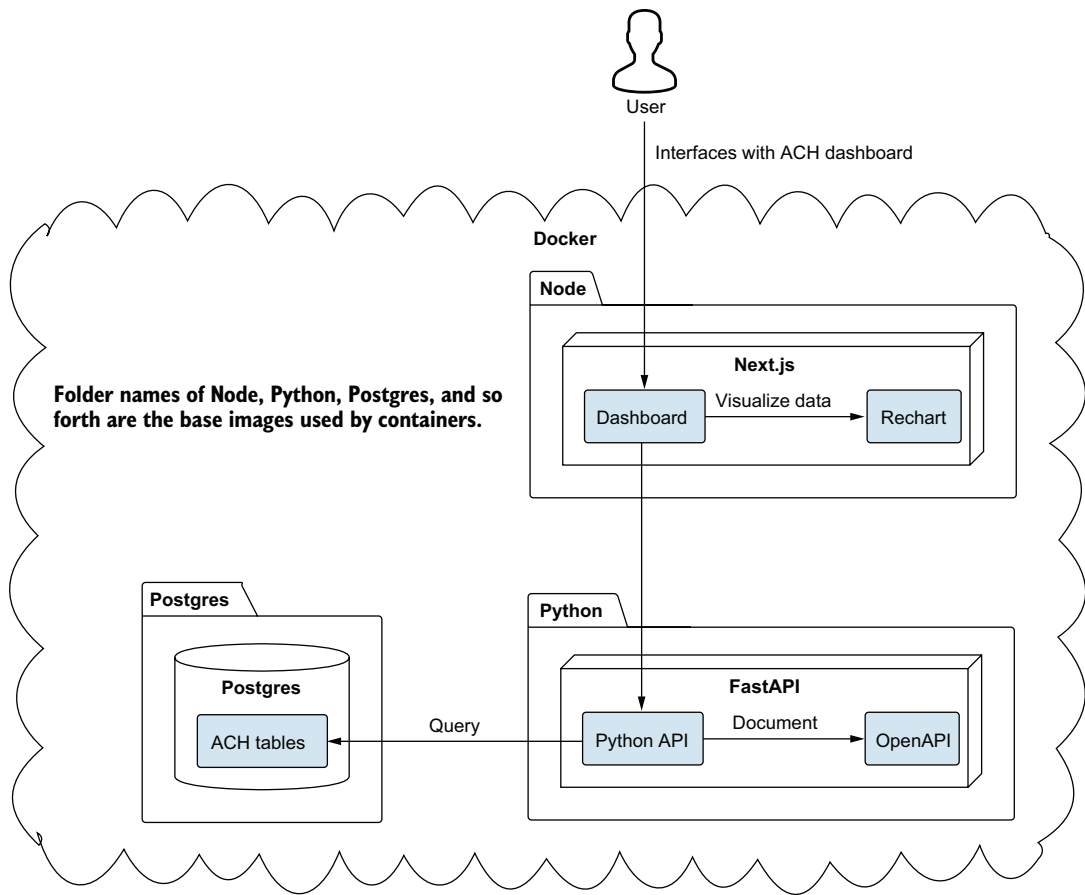 User
Interfaces with ACH dashboard
Docker
Node
Next.js
Folder names of Node, Python, Postgres, and so
forth are the base images used by containers.
Dashboard
Visualize data
Rechart
Postgres
Python
Postgres
FastAPI
ACH tables
Query
Python API
Document
OpenAPI